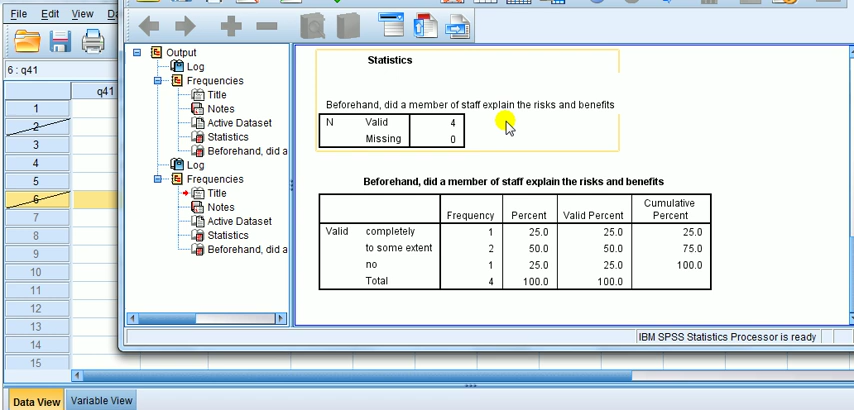 File Edit View D
6 : q41
q41
1
2
3
4
5
6
7
8
9
10
11
12
13
14
15
Data View Variable View
Output
Log
Frequencies
Title
Notes
Active Dataset
Statistics
Beforehand, did a
Log
Frequencies
Title
Notes
Active Dataset
Statistics
Beforehand, did a
Statistics
Beforehand, did a member of staff explain the risks and benefits
N Valid 4
Missing 0
Beforehand, did a member of staff explain the risks and benefits
Frequency Percent Valid Percent Cumulative Percent
Valid completely 1 25.0 25.0 25.0
to some extent 2 50.0 50.0 75.0
no 1 25.0 25.0 100.0
Total 4 100.0 100.0
IBM SPSS Statistics Processor is ready